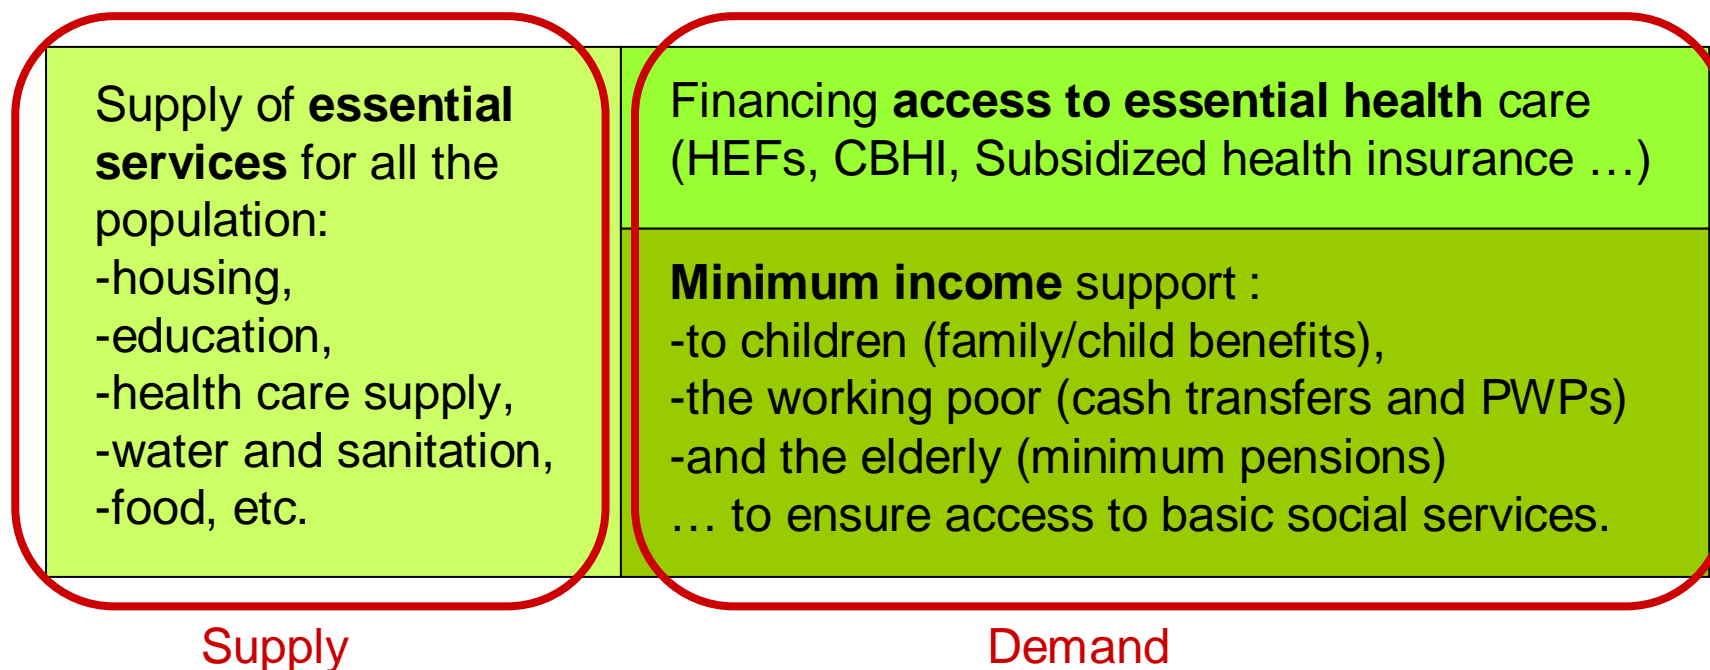 Supply of essential
services for all the
population:
-housing,
-education,
-health care supply,
-water and sanitation,
-food, etc.
Financing access to essential health care
(HEFs, CBHI, Subsidized health insurance …)
Minimum income support :
-to children (family/child benefits),
-the working poor (cash transfers and PWPs)
-and the elderly (minimum pensions)
… to ensure access to basic social services.
Supply
Demand